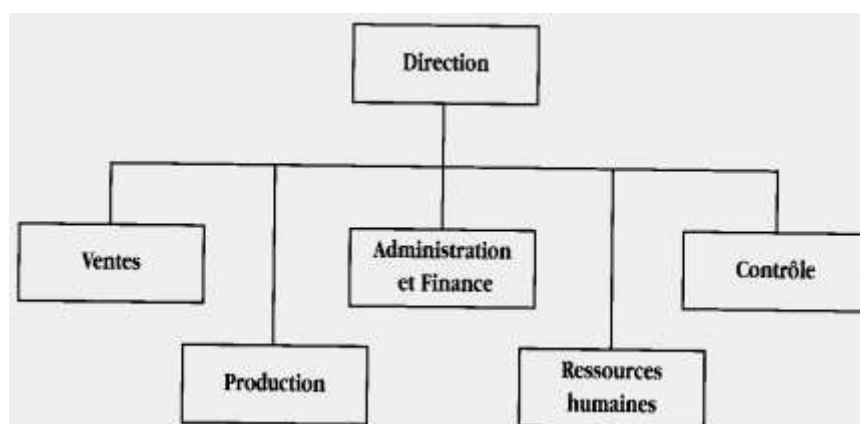 Direction
Ventes
Administration
et Finance
Contrôle
Production
Ressources
humaines